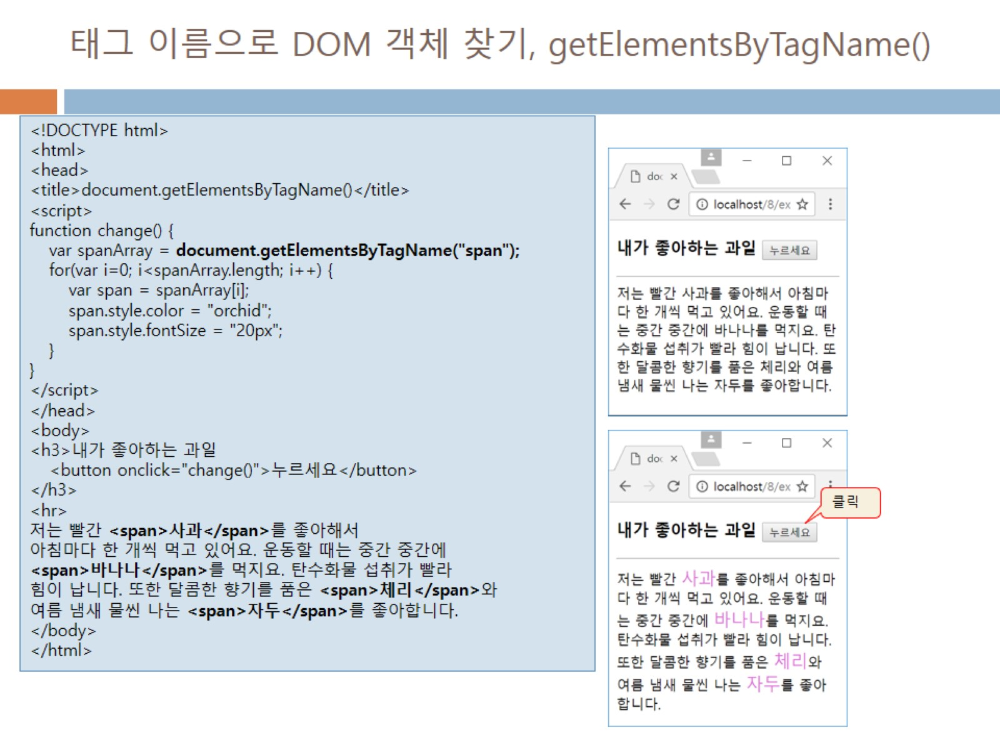 태그 이름으로 DOM 객체 찾기, getElementsByTagName()
<!DOCTYPE html>
<html>
<head>
<title>document.getElementsByTagName()</title>
<script>
function change() {
var spanArray = document.getElementsByTagName("span");
for(var i=0; i<spanArray.length; i++) {
var span = spanArray[i];
span.style.color = "orchid";
span.style.fontSize = "20px";
}
}
</script>
</head>
<body>
<h3>내가 좋아하는 과일
<button onclick="change()">누르세요</button>
</h3>
<hr>
저는 빨간 <span>사과</span>를 좋아해서
아침마다 한 개씩 먹고 있어요. 운동할 때는 중간 중간에
<span>바나나</span>를 먹지요. 탄수화물 섭취가 빨라
힘이 납니다. 또한 달콤한 향기를 품은 <span>체리</span>와
여름 냄새 물씬 나는 <span>자두</span>를 좋아합니다.
</body>
</html>
doc
localhost/8/ex
내가 좋아하는 과일 누르세요
저는 빨간 사과를 좋아해서 아침마
다 한 개씩 먹고 있어요. 운동할 때
는 중간 중간에 바나나를 먹지요. 탄
수화물 섭취가 빨라 힘이 납니다. 또
한 달콤한 향기를 품은 체리와 여름
냄새 물씬 나는 자두를 좋아합니다.
doc
localhost/8/ex
클릭
내가 좋아하는 과일 누르세요
저는 빨간 사과를 좋아해서 아침마
다 한 개씩 먹고 있어요. 운동할 때
는 중간 중간에 바나나를 먹지요.
탄수화물 섭취가 빨라 힘이 납니다.
또한 달콤한 향기를 품은 체리와
여름 냄새 물씬 나는 자두를 좋아
합니다.